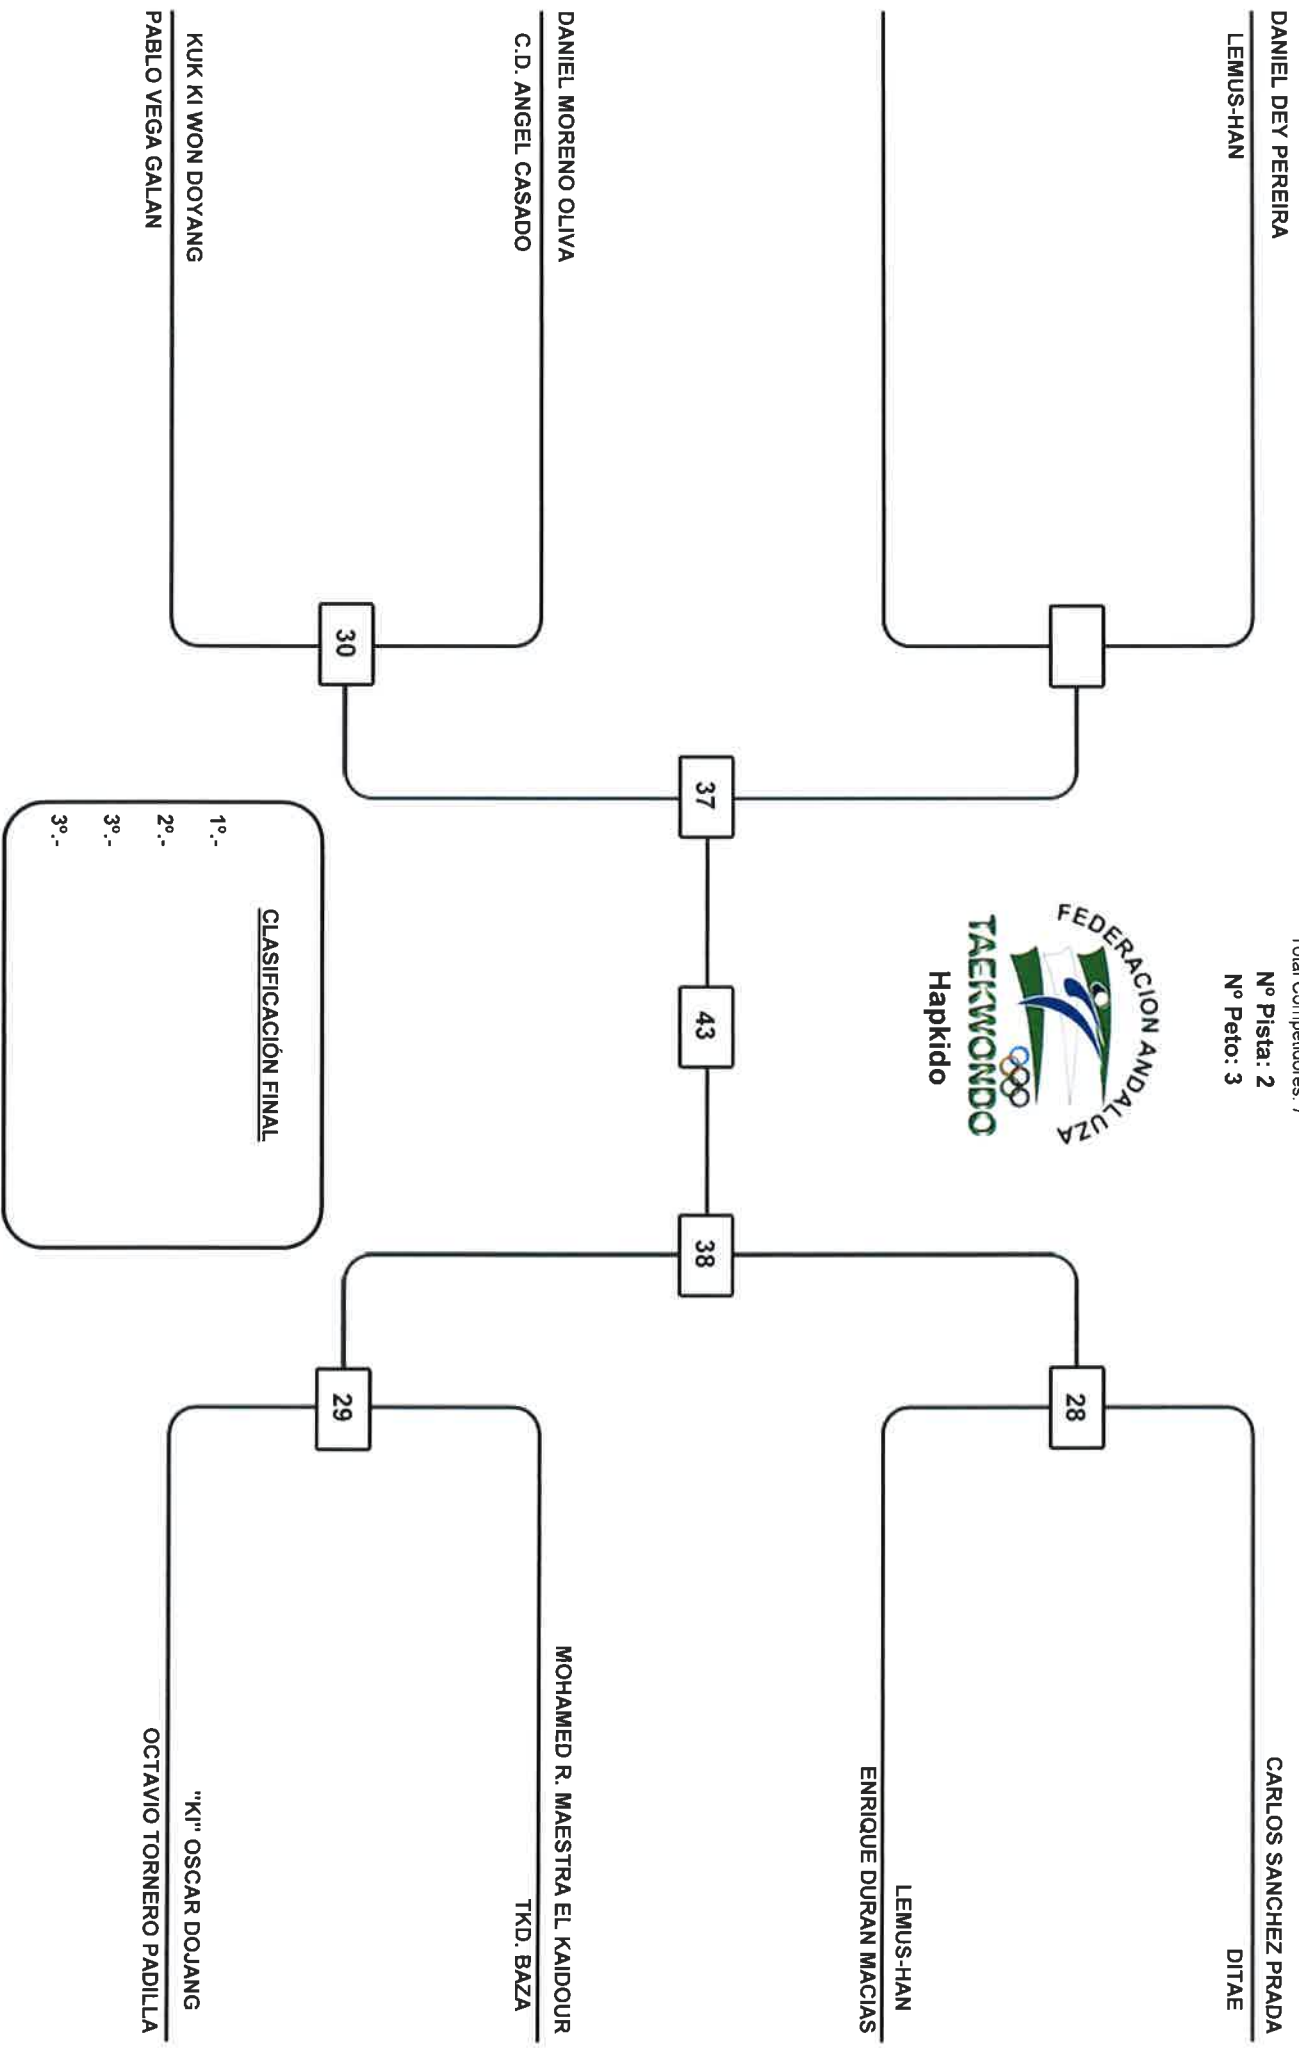 Total Competidores: 7
Nº Pista: 2
Nº Peto: 3
FEDERACION ANDALUZA
TAEKWONDO
Hapkido
DANIEL DEY PEREIRA
LEMUS-HAN
DANIEL MORENO OLIVA
C.D. ANGEL CASADO
KUK KI WON DOYANG
PABLO VEGA GALAN
30
37
43
38
28
29
CARLOS SANCHEZ PRADA
DITAE
LEMUS-HAN
ENRIQUE DURAN MACIAS
MOHAMED R. MAESTRA EL KAIDOUR
TKD. BAZA
"KI" OSCAR DOJANG
OCTAVIO TORNERO PADILLA
CLASIFICACIÓN FINAL
1º.-
2º.-
3º.-
3º.-